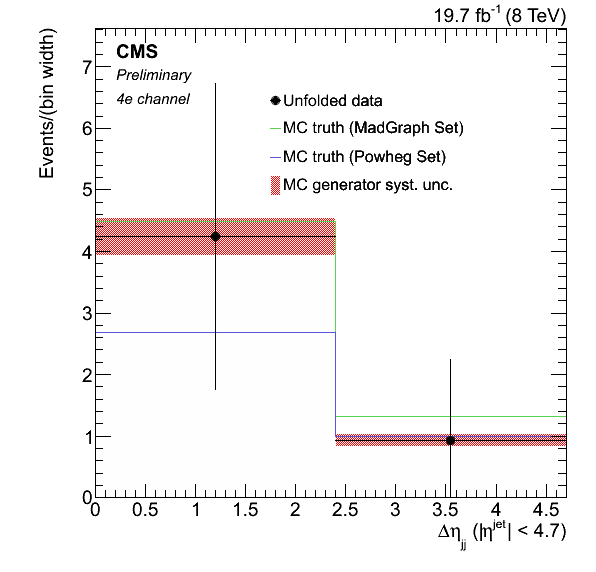 19.7 fb⁻¹ (8 TeV)
Events/(bin width)
CMS
Preliminary
4e channel
Unfolded data
MC truth (MadGraph Set)
MC truth (Powheg Set)
MC generator syst. unc.
7
6
5
4
3
2
1
0
0 0.5 1 1.5 2 2.5 3 3.5 4 4.5
Δη_jj (|η^jet| < 4.7)